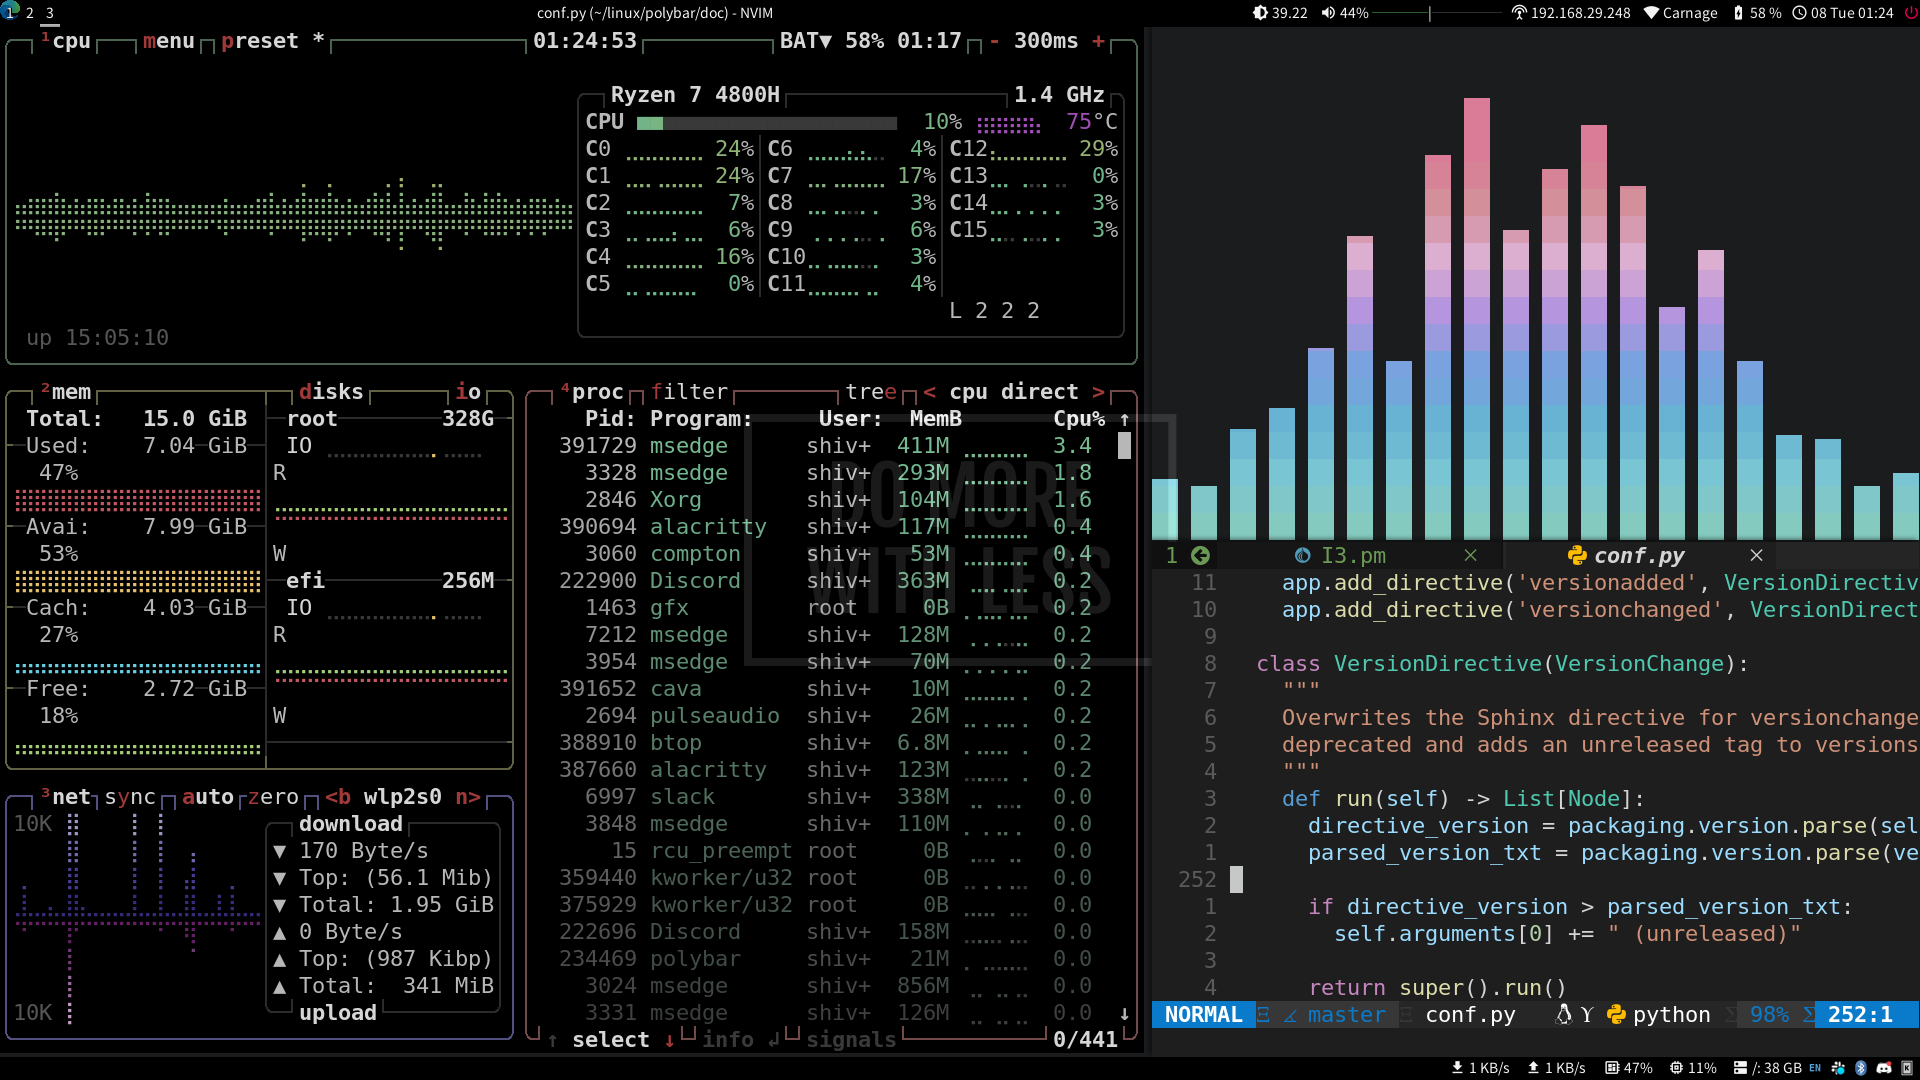 1 2 3 conf.py (~/linux/polybar/doc) - NVIM 39.22 44% 192.168.29.248 Carnage 58 % 08 Tue 01:24
¹cpu menu preset * 01:24:53 BAT▼ 58% 01:17 - 300ms +
Ryzen 7 4800H 1.4 GHz
CPU 10% 75°C
C0 24% C6 4% C12 29%
C1 24% C7 17% C13 0%
C2 7% C8 3% C14 3%
C3 6% C9 6% C15 3%
C4 16% C10 3%
C5 0% C11 4%
L 2 2 2
up 15:05:10
²mem disks io
Total: 15.0 GiB root 328G
Used: 7.04 GiB IO
47% R
Avai: 7.99 GiB
53% W
efi 256M
Cach: 4.03 GiB IO
27% R
Free: 2.72 GiB
18% W
⁴proc filter tree < cpu direct >
Pid: Program: User: MemB Cpu% ↑
391729 msedge shiv+ 411M 3.4
3328 msedge shiv+ 293M 1.8
2846 Xorg shiv+ 104M 1.6
390694 alacritty shiv+ 117M 0.4
3060 compton shiv+ 53M 0.4
222900 Discord shiv+ 363M 0.2
1463 gfx root 0B 0.2
7212 msedge shiv+ 128M 0.2
3954 msedge shiv+ 70M 0.2
391652 cava shiv+ 10M 0.2
2694 pulseaudio shiv+ 26M 0.2
388910 btop shiv+ 6.8M 0.2
387660 alacritty shiv+ 123M 0.2
6997 slack shiv+ 338M 0.0
3848 msedge shiv+ 110M 0.0
15 rcu_preempt root 0B 0.0
359440 kworker/u32 root 0B 0.0
375929 kworker/u32 root 0B 0.0
222696 Discord shiv+ 158M 0.0
234469 polybar shiv+ 21M 0.0
3024 msedge shiv+ 856M 0.0
3331 msedge shiv+ 126M 0.0 ↓
↑ select ↓ info ↲ signals 0/441
DO MORE
WITH LESS
³net sync auto zero <b wlp2s0 n>
10K download
▼ 170 Byte/s
▼ Top: (56.1 Mib)
▼ Total: 1.95 GiB
▲ 0 Byte/s
▲ Top: (987 Kibp)
▲ Total: 341 MiB
10K upload
1 I3.pm × conf.py ×
11 app.add_directive('versionadded', VersionDirectiv
10 app.add_directive('versionchanged', VersionDirect
9
8 class VersionDirective(VersionChange):
7 """
6 Overwrites the Sphinx directive for versionchange
5 deprecated and adds an unreleased tag to versions
4 """
3 def run(self) -> List[Node]:
2 directive_version = packaging.version.parse(sel
1 parsed_version_txt = packaging.version.parse(ve
252
1 if directive_version > parsed_version_txt:
2 self.arguments[0] += " (unreleased)"
3
4 return super().run()
NORMAL master conf.py python 98% 252:1
1 KB/s 1 KB/s 47% 11% /: 38 GB EN